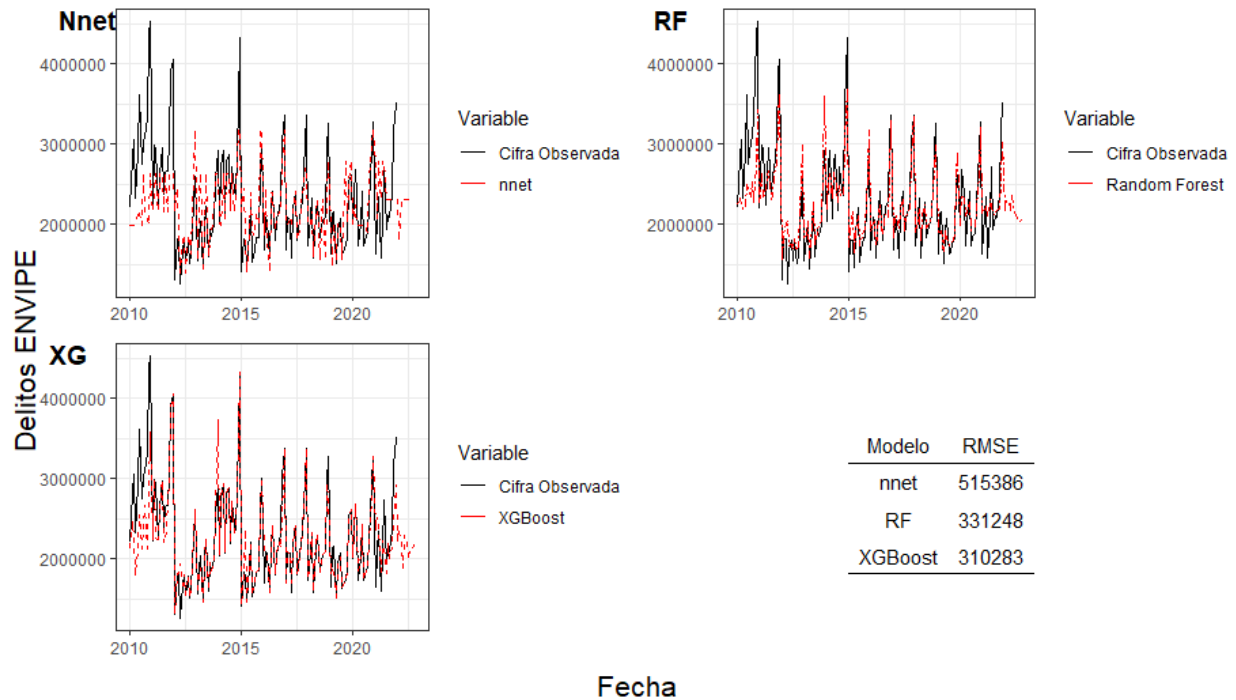 Nnet
4000000
3000000
2000000
2010
2015
2020
Variable
Cifra Observada
nnet
RF
4000000
3000000
2000000
2010
2015
2020
Variable
Cifra Observada
Random Forest
Delitos ENVIPE
XG
4000000
3000000
2000000
2010
2015
2020
Variable
Cifra Observada
XGBoost
Modelo RMSE
nnet 515386
RF 331248
XGBoost 310283
Fecha